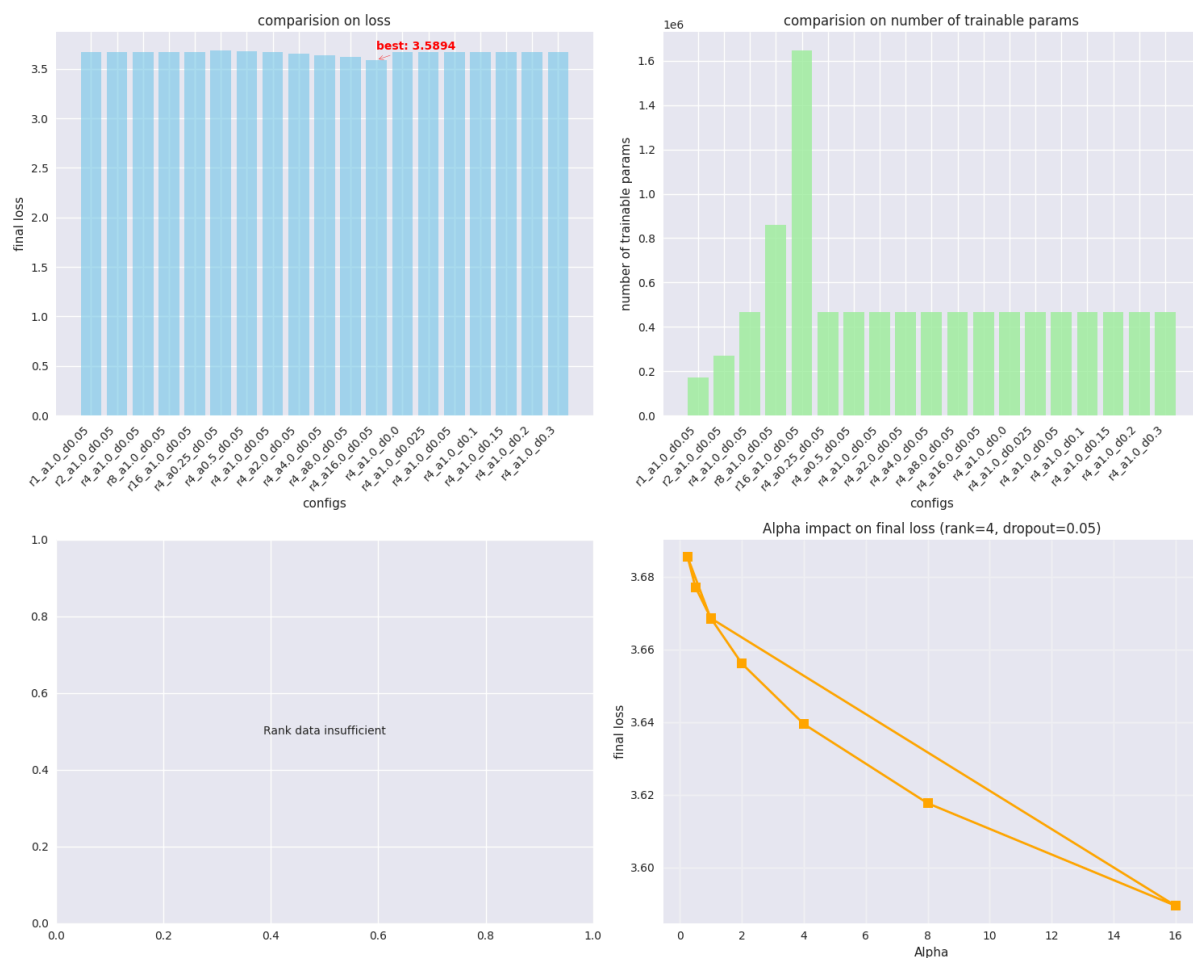 comparision on loss
best: 3.5894
3.5
3.0
2.5
2.0
1.5
1.0
0.5
0.0
final loss
r1_a1.0_d0.05
r2_a1.0_d0.05
r4_a1.0_d0.05
r8_a1.0_d0.05
r16_a1.0_d0.05
r4_a0.25_d0.05
r4_a0.5_d0.05
r4_a1.0_d0.05
r4_a2.0_d0.05
r4_a4.0_d0.05
r4_a8.0_d0.05
r4_a16.0_d0.05
r4_a1.0_d0.0
r4_a1.0_d0.025
r4_a1.0_d0.05
r4_a1.0_d0.1
r4_a1.0_d0.15
r4_a1.0_d0.2
r4_a1.0_d0.3
configs
comparision on number of trainable params
1e6
1.6
1.4
1.2
1.0
0.8
0.6
0.4
0.2
0.0
number of trainable params
r1_a1.0_d0.05
r2_a1.0_d0.05
r4_a1.0_d0.05
r8_a1.0_d0.05
r16_a1.0_d0.05
r4_a0.25_d0.05
r4_a0.5_d0.05
r4_a1.0_d0.05
r4_a2.0_d0.05
r4_a4.0_d0.05
r4_a8.0_d0.05
r4_a16.0_d0.05
r4_a1.0_d0.0
r4_a1.0_d0.025
r4_a1.0_d0.05
r4_a1.0_d0.1
r4_a1.0_d0.15
r4_a1.0_d0.2
r4_a1.0_d0.3
configs
1.0
0.8
0.6
0.4
0.2
0.0
Rank data insufficient
0.0 0.2 0.4 0.6 0.8 1.0
Alpha impact on final loss (rank=4, dropout=0.05)
3.68
3.66
3.64
3.62
3.60
final loss
0 2 4 6 8 10 12 14 16
Alpha